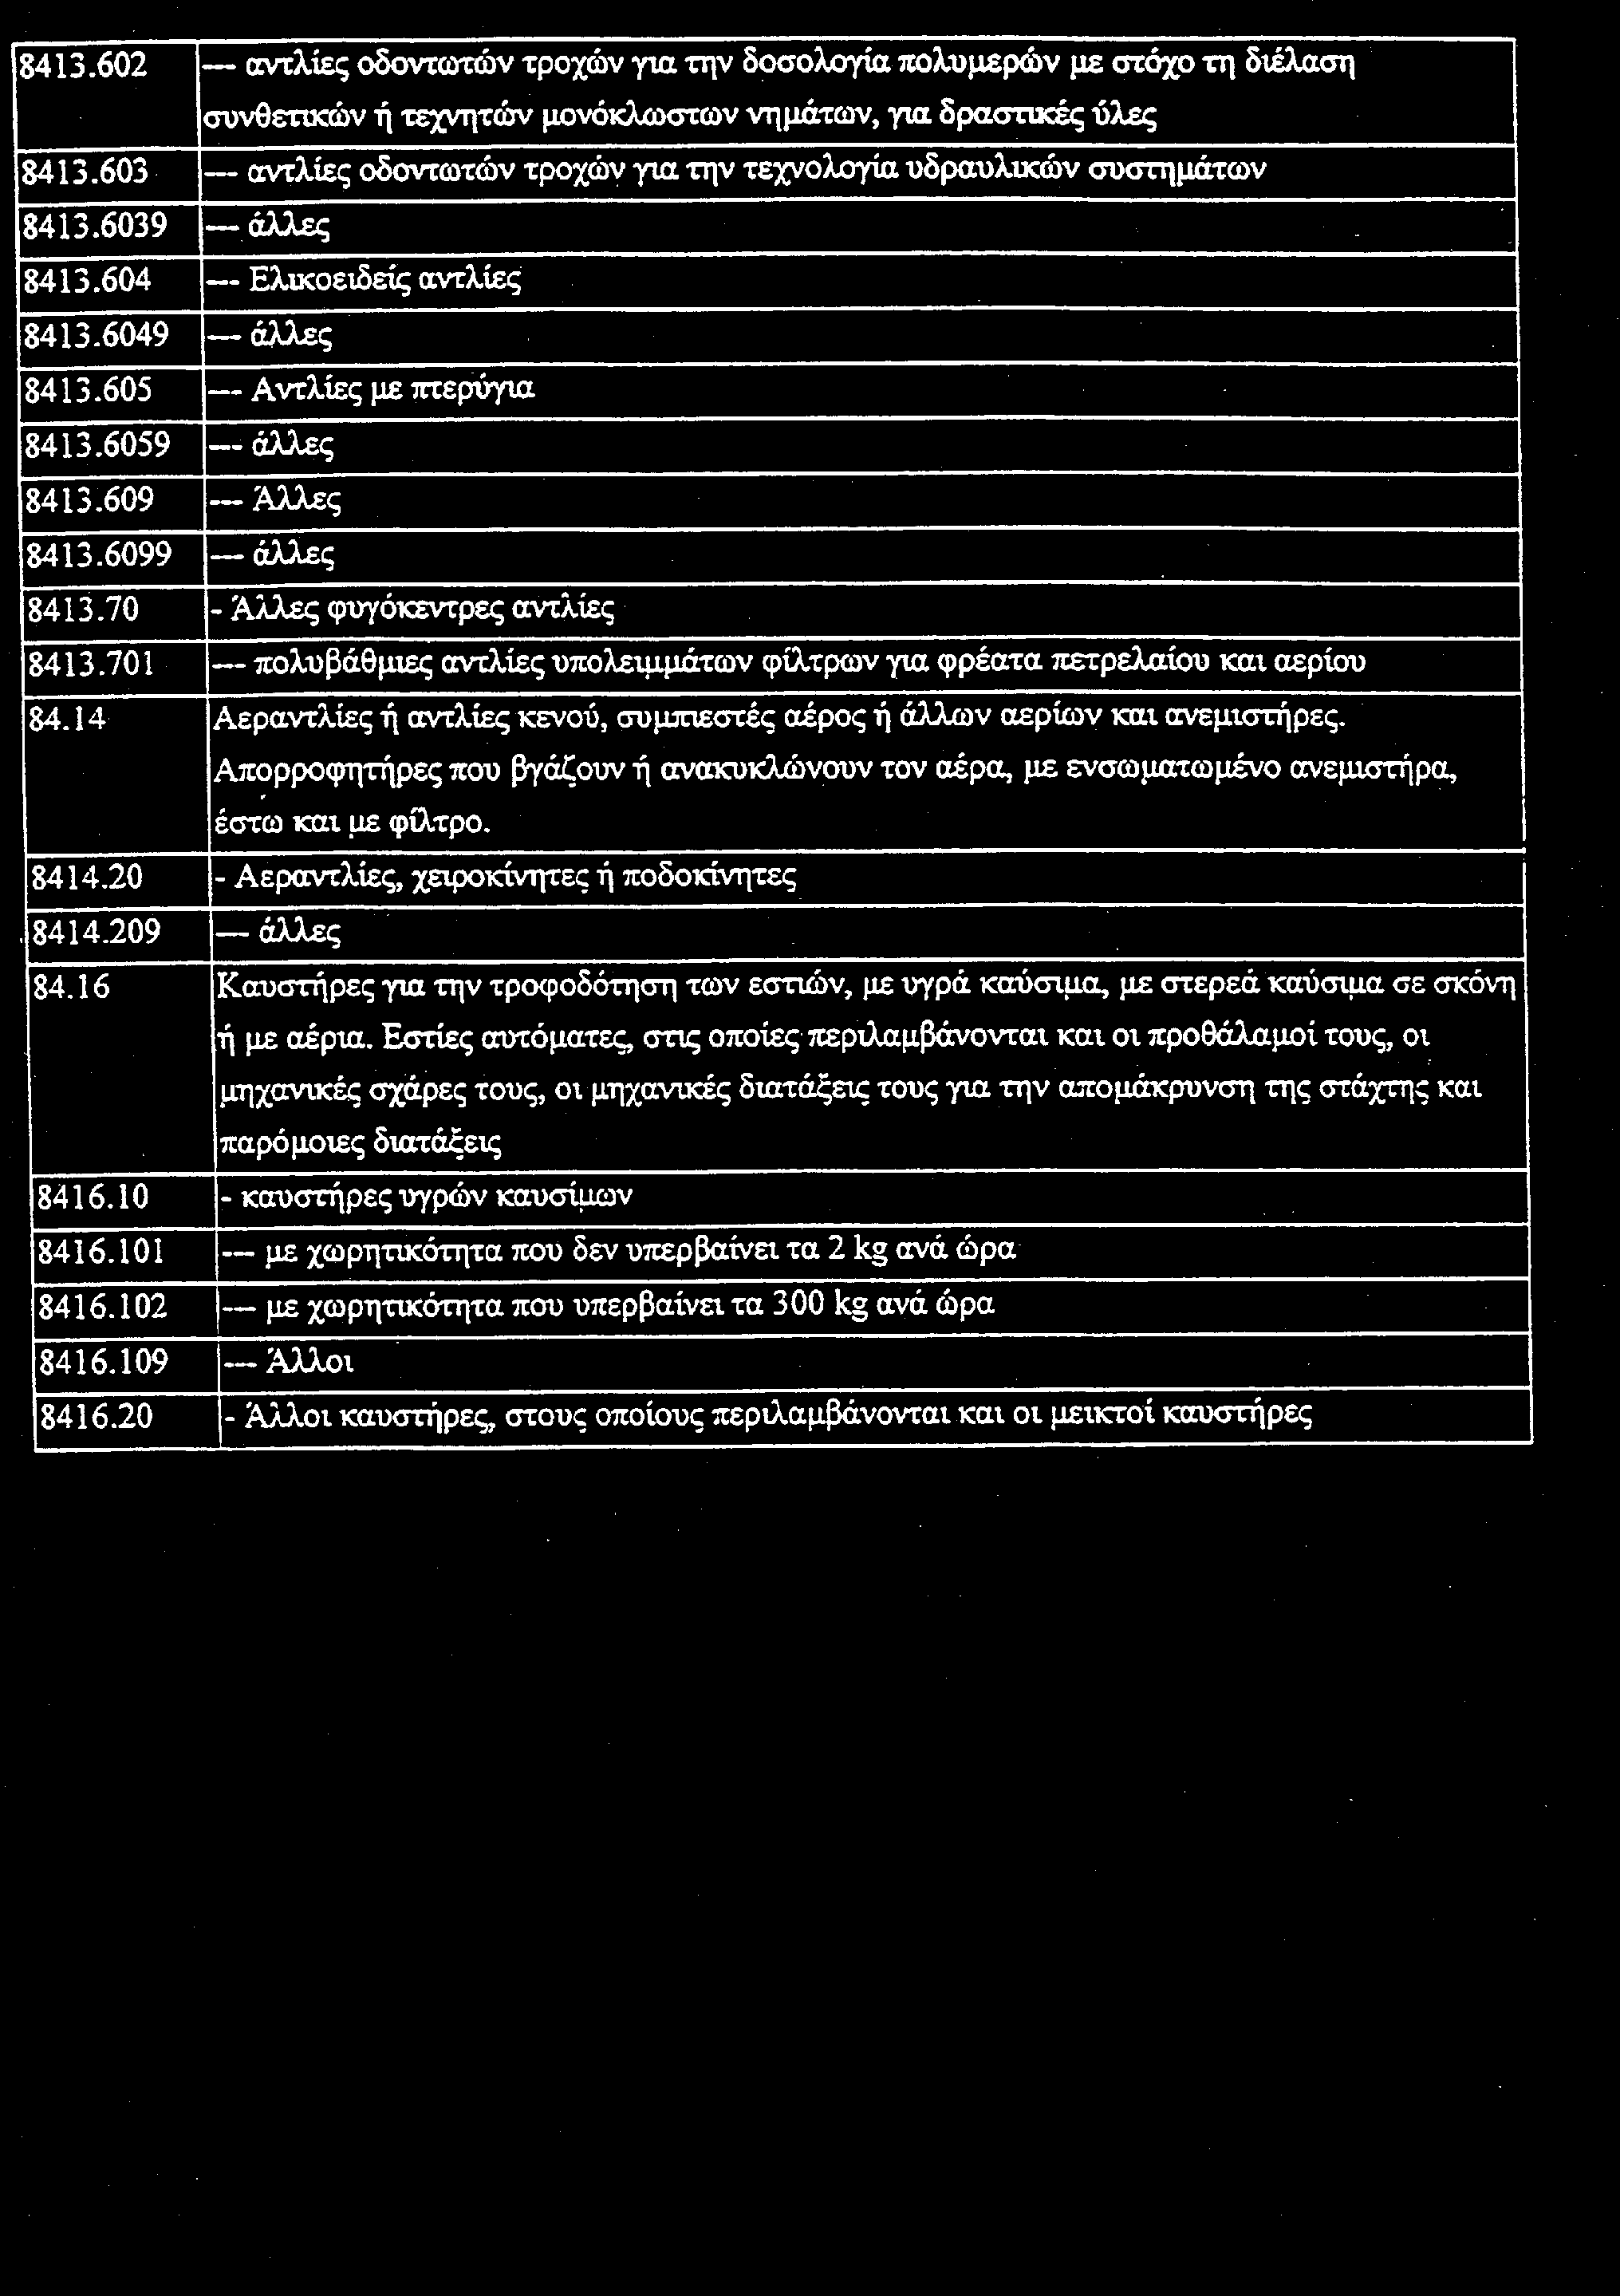 8413.602 — αντλίες οδοντωτών τροχών για την δοσολογία πολυμερών με στόχο τη διέλαση
συνθετικών ή τεχνητών μονόκλωστων νημάτων, για δραστικές ύλες
8413.603 — αντλίες οδοντωτών τροχών για την τεχνολογία υδραυλικών συστημάτων
8413.6039 — άλλες
8413.604 — Ελικοειδείς αντλίες
8413.6049 — άλλες
8413.605 — Αντλίες με πτερύγια
8413.6059 — άλλες
8413.609 — Άλλες
8413.6099 — άλλες
8413.70 - Άλλες φυγόκεντρες αντλίες
8413.701 — πολυβάθμιες αντλίες υπολειμμάτων φίλτρων για φρέατα πετρελαίου και αερίου
84.14 Αεραντλίες ή αντλίες κενού, συμπιεστές αέρος ή άλλων αερίων και ανεμιστήρες.
Απορροφητήρες που βγάζουν ή ανακυκλώνουν τον αέρα, με ενσωματωμένο ανεμιστήρα,
έστω και με φίλτρο.
8414.20 - Αεραντλίες, χειροκίνητες ή ποδοκίνητες
8414.209 — άλλες
84.16 Καυστήρες για την τροφοδότηση των εστιών, με υγρά καύσιμα, με στερεά καύσιμα σε σκόνη
ή με αέρια. Εστίες αυτόματες, στις οποίες περιλαμβάνονται και οι προθάλαμοί τους, οι
μηχανικές σχάρες τους, οι μηχανικές διατάξεις τους για την απομάκρυνση της στάχτης και
παρόμοιες διατάξεις
8416.10 - καυστήρες υγρών καυσίμων
8416.101 — με χωρητικότητα που δεν υπερβαίνει τα 2 kg ανά ώρα
8416.102 — με χωρητικότητα που υπερβαίνει τα 300 kg ανά ώρα
8416.109 — Άλλοι
8416.20 - Άλλοι καυστήρες, στους οποίους περιλαμβάνονται και οι μεικτοί καυστήρες